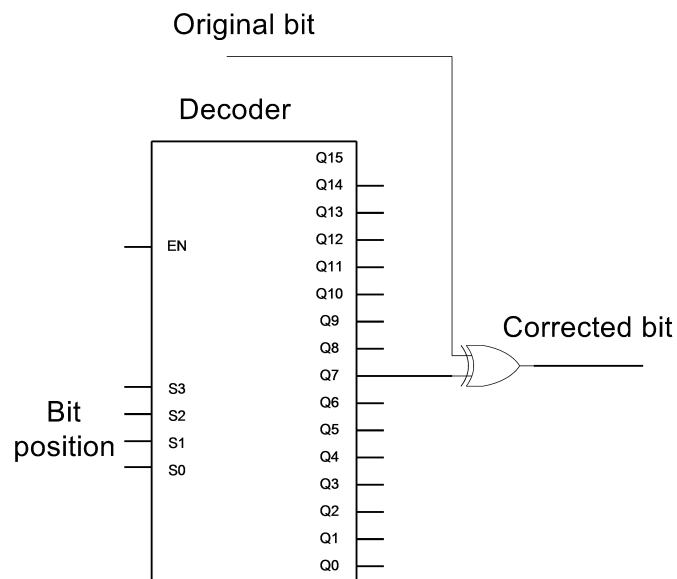 Original bit
Decoder
Q15
Q14
Q13
Q12
EN
Q11
Q10
Q9
Q8
Corrected bit
Q7
S3
Q6
Bit
position
S2
Q5
S1
Q4
S0
Q3
Q2
Q1
Q0